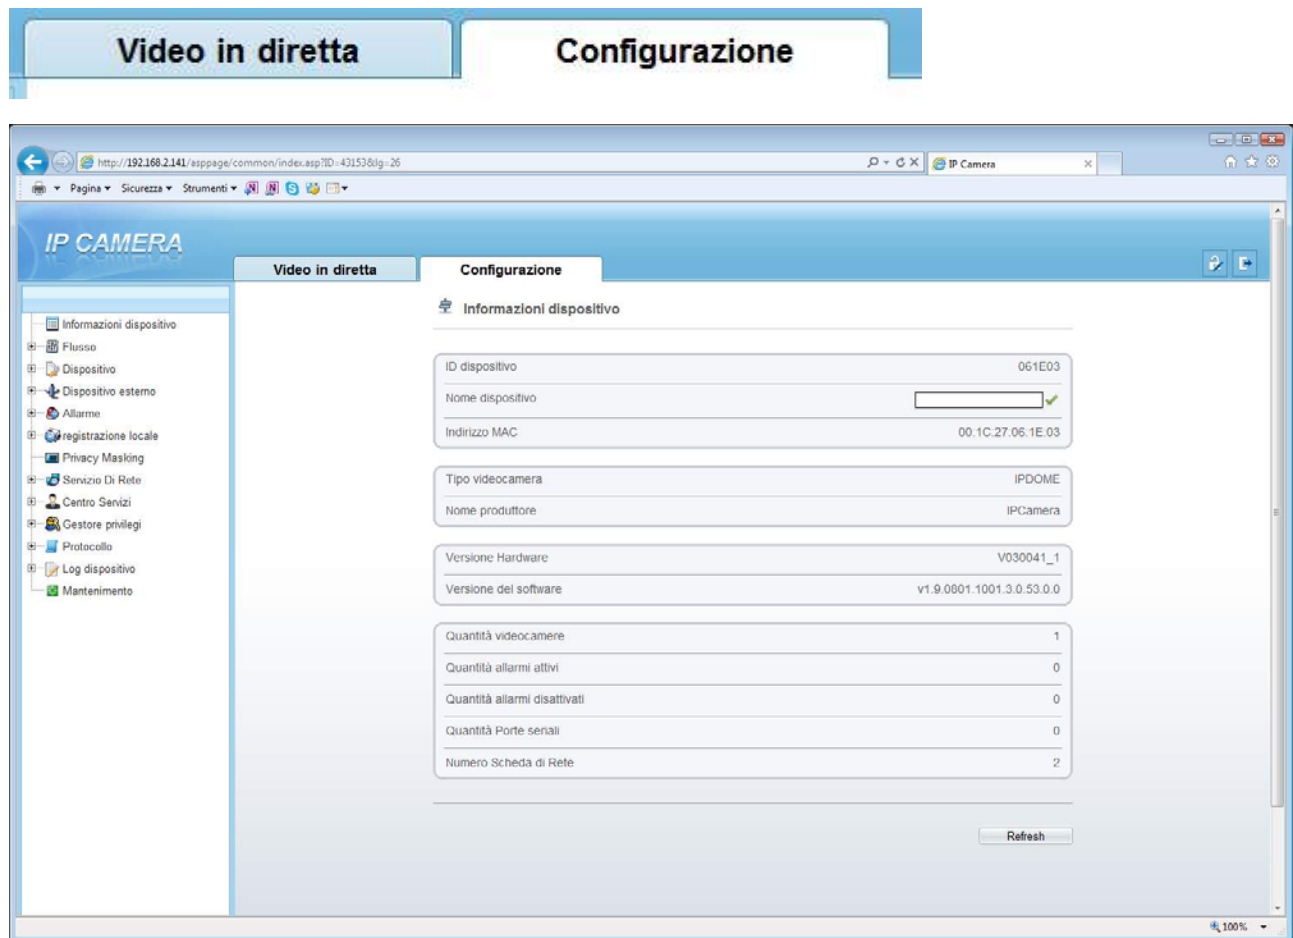 Video in diretta Configurazione
http://192.168.2.141/asppage/common/index.asp?ID=43153&lg=26 IP Camera
Pagina Sicurezza Strumenti
IP CAMERA
Video in diretta Configurazione
Informazioni dispositivo
Informazioni dispositivo
Flusso
Dispositivo
Dispositivo esterno
Allarme
registrazione locale
Privacy Masking
Servizio Di Rete
Centro Servizi
Gestore privilegi
Protocollo
Log dispositivo
Mantenimento
ID dispositivo 061E03
Nome dispositivo
Indirizzo MAC 00:1C:27:06:1E:03
Tipo videocamera IPDOME
Nome produttore IPCamera
Versione Hardware V030041_1
Versione del software v1.9.0801.1001.3.0.53.0.0
Quantità videocamere 1
Quantità allarmi attivi 0
Quantità allarmi disattivati 0
Quantità Porte seriali 0
Numero Scheda di Rete 2
Refresh
100%